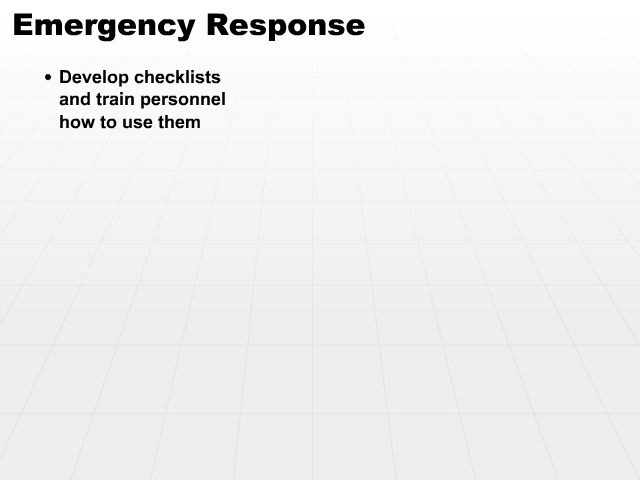 Emergency Response
• Develop checklists
and train personnel
how to use them